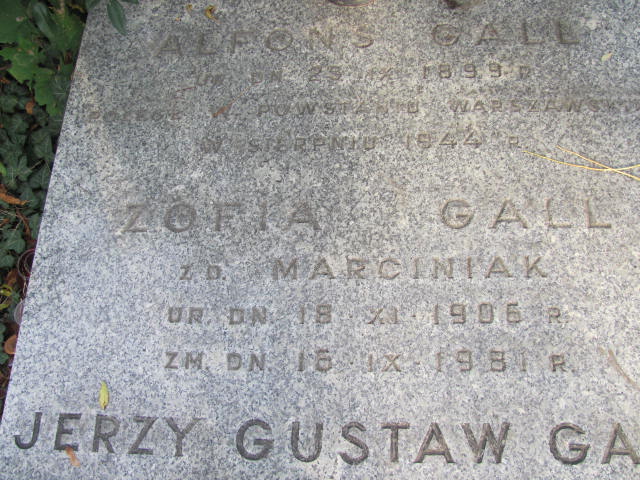 ALFONS GALL
UR. DN. 23 IX 1899 R.
POLEGŁ W POWSTANIU WARSZAWSK
W SIERPNIU 1944 R.
ZOFIA GALL
Z D. MARCINIAK
UR DN 18 XI 1906 R.
ZM. DN 16 IX 1981 R.
JERZY GUSTAW GA